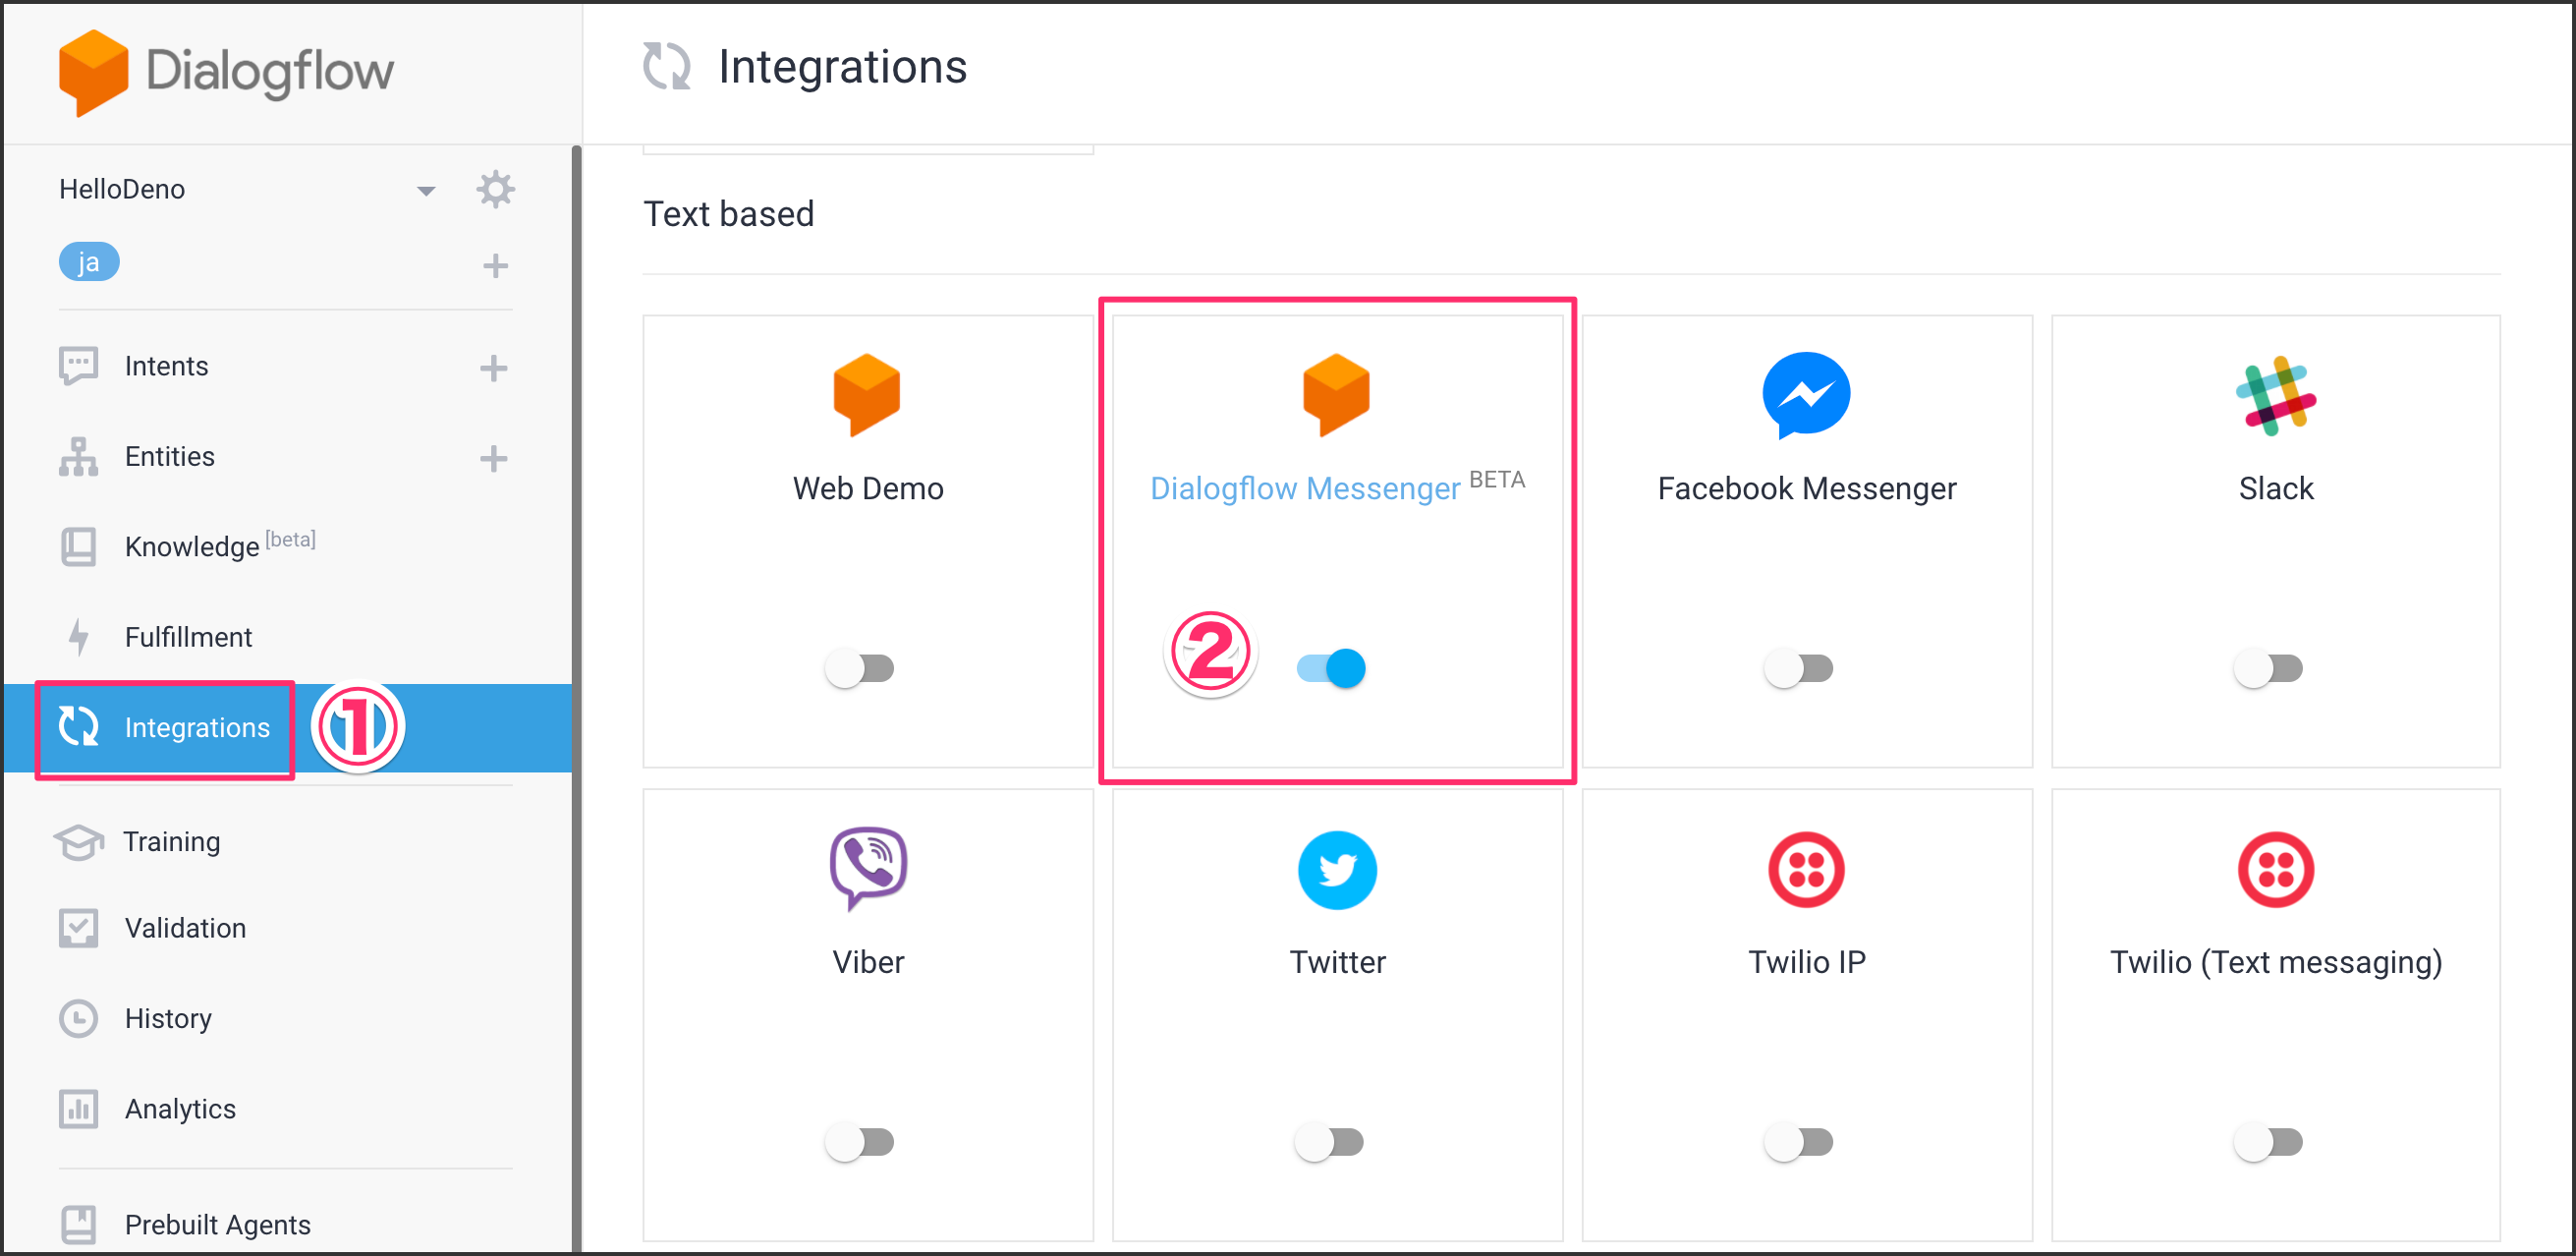 Dialogflow
HelloDeno
ja
Intents
Entities
Knowledge [beta]
Fulfillment
Integrations ①
Training
Validation
History
Analytics
Prebuilt Agents
Integrations
Text based
Web Demo
Dialogflow Messenger BETA
②
Facebook Messenger
Slack
Viber
Twitter
Twilio IP
Twilio (Text messaging)